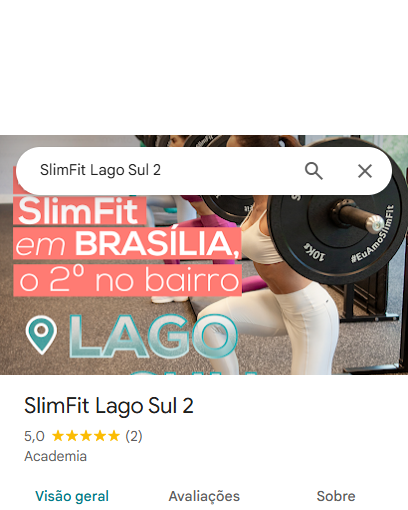 SlimFit Lago Sul 2
SlimFit
em BRASÍLIA,
o 2º no bairro
LAGO
10KG
#EuAmoSlimFit
SlimFit Lago Sul 2
5,0 (2)
Academia
Visão geral Avaliações Sobre